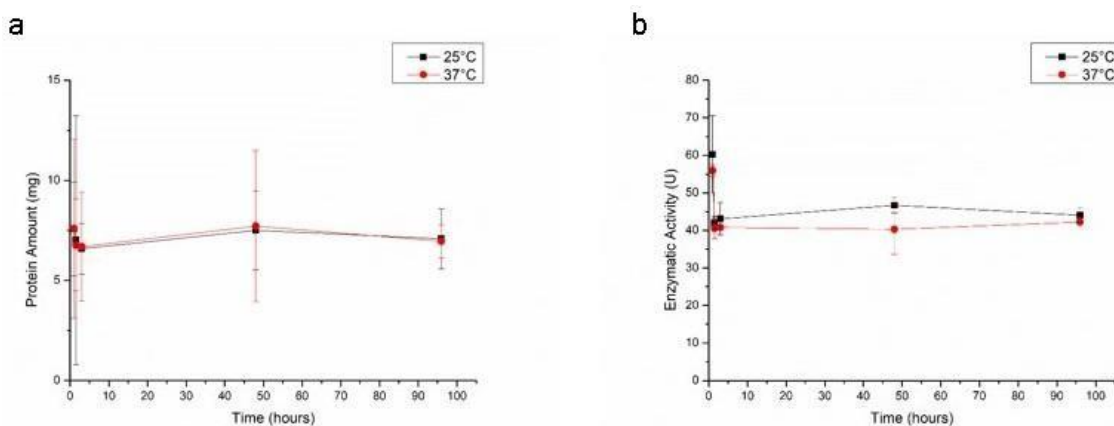 a
25°C
37°C
15
10
5
0
Protein Amount (mg)
0 10 20 30 40 50 60 70 80 90 100
Time (hours)
b
25°C
37°C
80
70
60
50
40
30
20
10
0
Enzymatic Activity (U)
0 10 20 30 40 50 60 70 80 90 100
Time (hours)